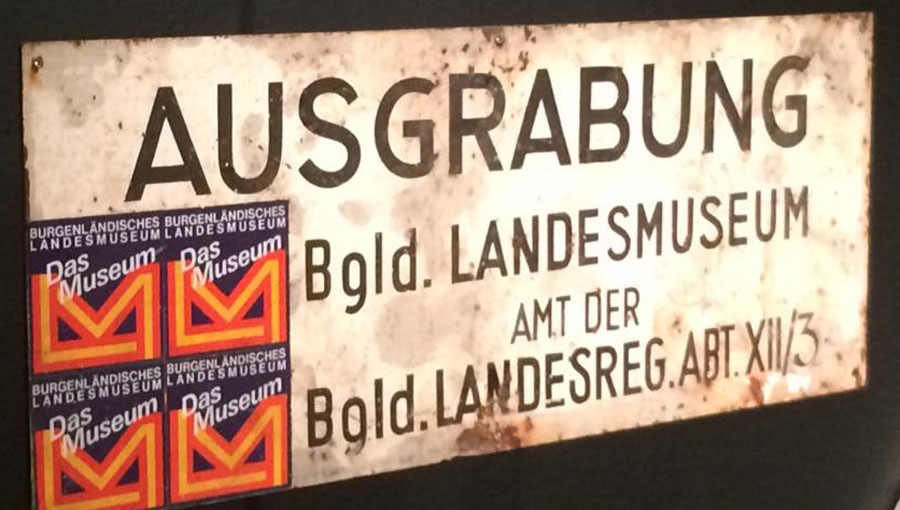 AUSGRABUNG
Bgld. LANDESMUSEUM
AMT DER
Bgld. LANDESREG. ABT. XII/3
BURGENLÄNDISCHES
LANDESMUSEUM
Das
Museum
BURGENLÄNDISCHES
LANDESMUSEUM
Das
Museum
BURGENLÄNDISCHES
LANDESMUSEUM
Das
Museum
BURGENLÄNDISCHES
LANDESMUSEUM
Das
Museum